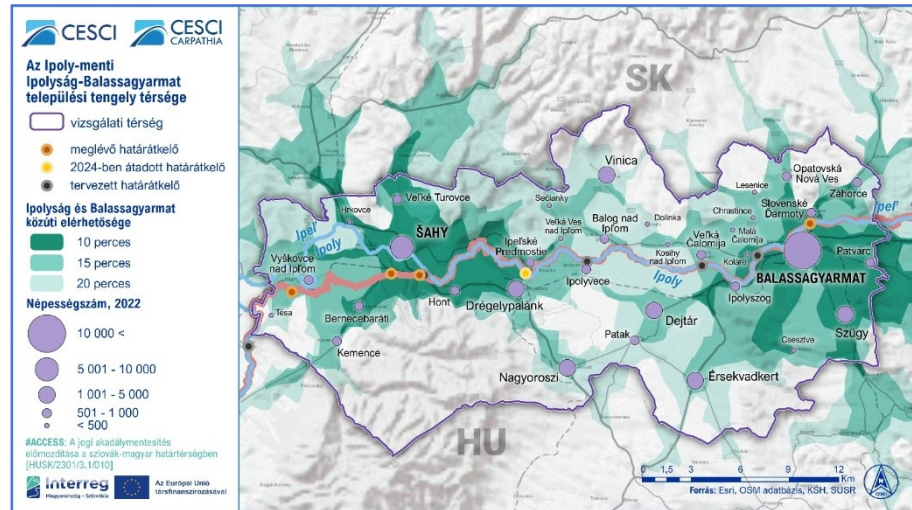 CESCI
CESCI
CARPATHIA
Az Ipoly-menti
Ipolyság-Balassagyarmat
települési tengely térsége
vizsgálati térség
meglévő határátkelő
2024-ben átadott határátkelő
tervezett határátkelő
Ipolyság és Balassagyarmat
közúti elérhetősége
10 perces
15 perces
20 perces
Népességszám, 2022
10 000 <
5 001 - 10 000
1 001 - 5 000
501 - 1 000
< 500
#ACCESS: A jogi akadálymentesítés
előmozdítása a szlovák-magyar határtérségben
[HUSK/2301/3.1/010]
Interreg
Magyarország - Szlovákia
Az Európai Unió
társfinanszírozásával
SK
Vinica
Opatovská
Nová Ves
Záhorce
Lesenice
Sečianky
Veľké Turovce
Hrkovce
Slovenské
Ďarmoty
Chrastince
Ipeľ
Veľká Ves
nad Ipľom
Balog nad
Ipľom
Dolinka
Malá
Čalomija
Veľká
Čalomija
Ipeľ
Ipoly
ŠAHY
Ipeľské
Predmostie
Kosihy
nad Ipľom
Koláre
Patvarc
Vyškovce
nad Ipľom
Ipolyvece
Ipoly
BALASSAGYARMAT
Ipolyszög
Hont
Drégelypalánk
Tésa
Bernecebaráti
Dejtár
Szügy
Patak
Csesztve
Kemence
Nagyoroszi
Érsekvadkert
HU
0 1,5 3 6 9 12
Km
Forrás: Esri, OSM adatbázis, KSH, SUSR